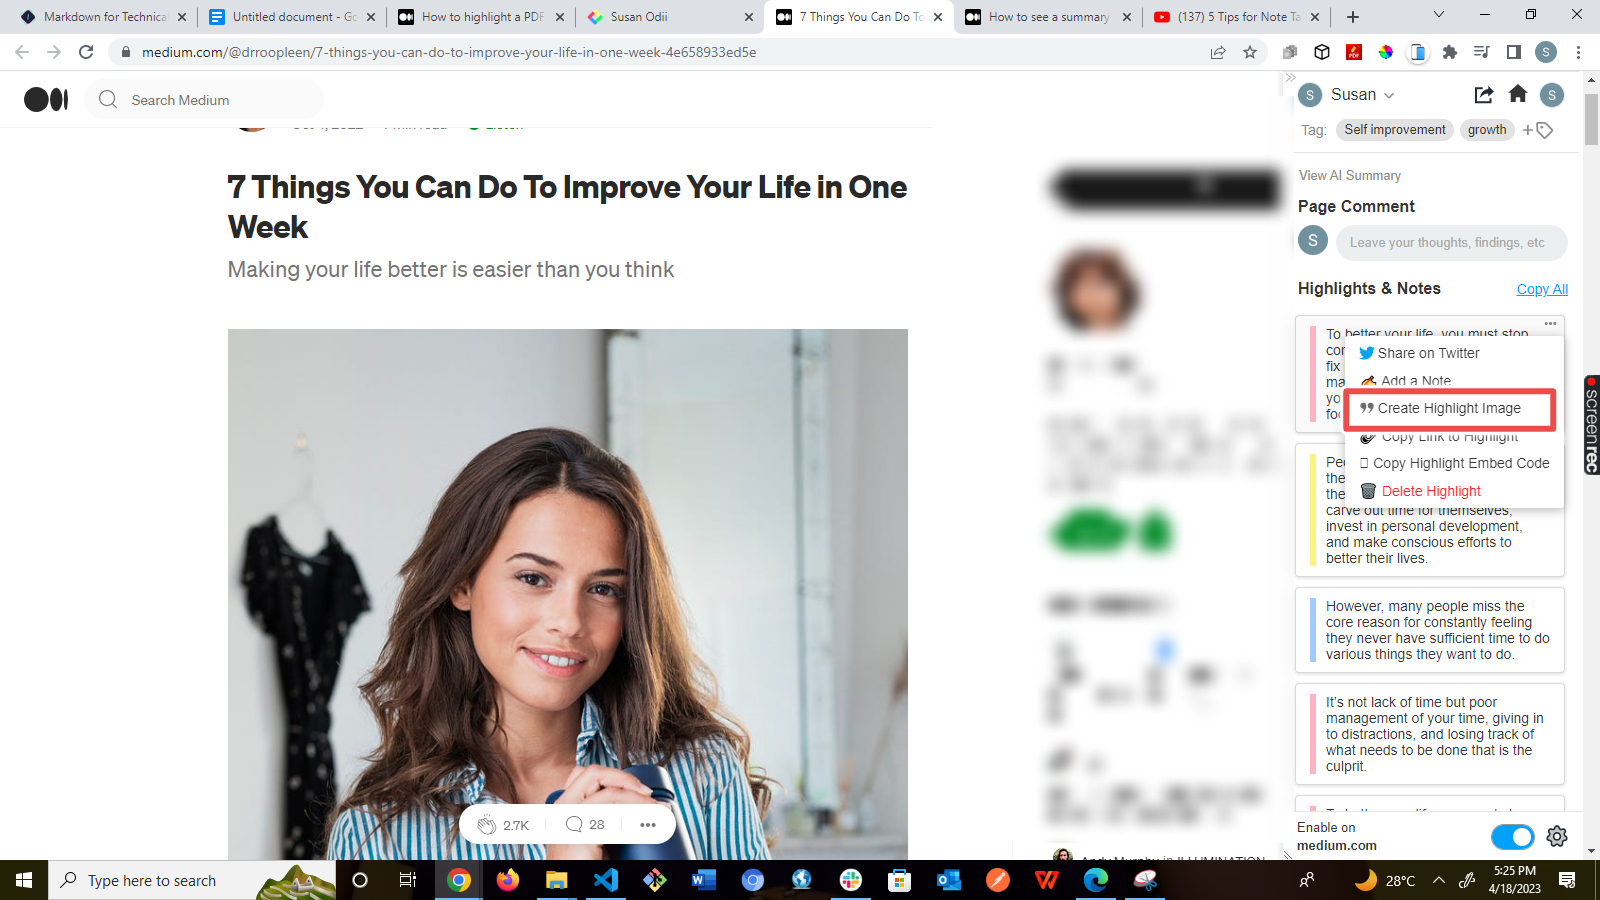 Markdown for Technica
Untitled document - Go
How to highlight a PDF
Susan Odii
7 Things You Can Do To
How to see a summary
(137) 5 Tips for Note Ta
medium.com/@drroopleen/7-things-you-can-do-to-improve-your-life-in-one-week-4e658933ed5e
S
Search Medium
7 Things You Can Do To Improve Your Life in One
Week
Making your life better is easier than you think
2.7K
28
S
Susan
S
Tag:
Self improvement
growth
View AI Summary
Page Comment
S
Leave your thoughts, findings, etc
Highlights & Notes
Copy All
To better your life, you must stop
Share on Twitter
Add a Note
Create Highlight Image
Copy Link to Highlight
Copy Highlight Embed Code
Delete Highlight
carve out time for themselves,
invest in personal development,
and make conscious efforts to
better their lives.
However, many people miss the
core reason for constantly feeling
they never have sufficient time to do
various things they want to do.
It's not lack of time but poor
management of your time, giving in
to distractions, and losing track of
what needs to be done that is the
culprit.
Enable on
medium.com
screenrec
Andy Murphy in ILLUMINATION
Type here to search
28°C
5:25 PM
4/18/2023